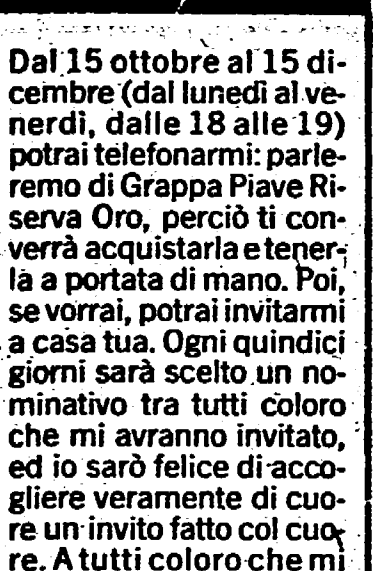 Dal 15 ottobre al 15 di-
cembre (dal lunedì al ve-
nerdì, dalle 18 alle 19)
potrai telefonarmi: parle-
remo di Grappa Piave Ri-
serva Oro, perciò ti con-
verrà acquistarla e tener-
la a portata di mano. Poi,
se vorrai, potrai invitarmi
a casa tua. Ogni quindici
giorni sarà scelto un no-
minativo tra tutti coloro
che mi avranno invitato,
ed io sarò felice di acco-
gliere veramente di cuo-
re un invito fatto col cuo-
re. A tutti coloro che mi